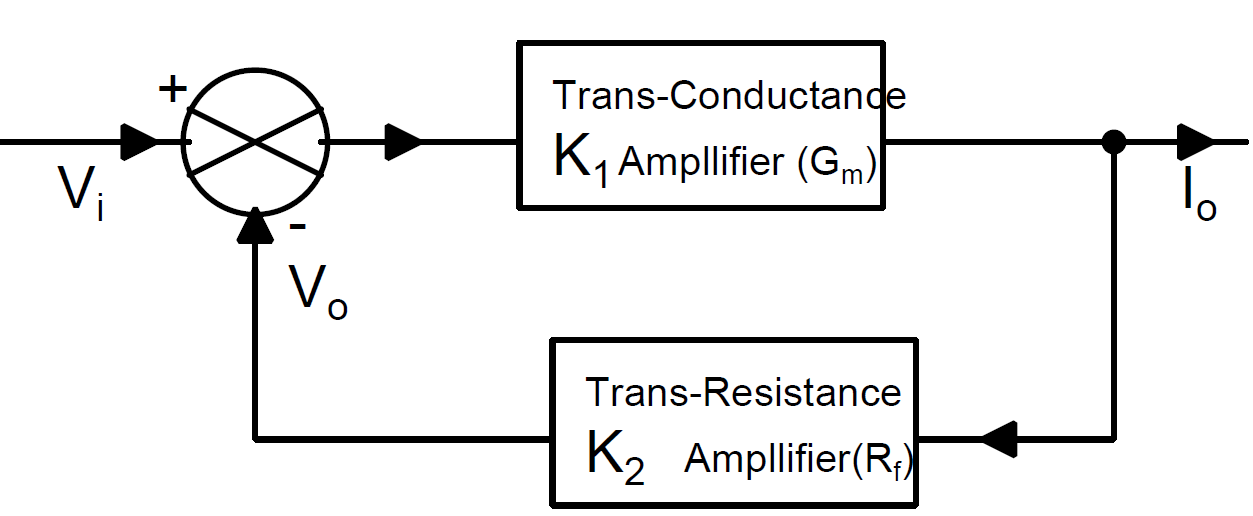 +
Trans-Conductance
K1 Ampllifier (Gm)
Vi
Io
-
Vo
Trans-Resistance
K2 Ampllifier(Rf)